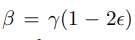 β = γ(1 − 2ϵ)